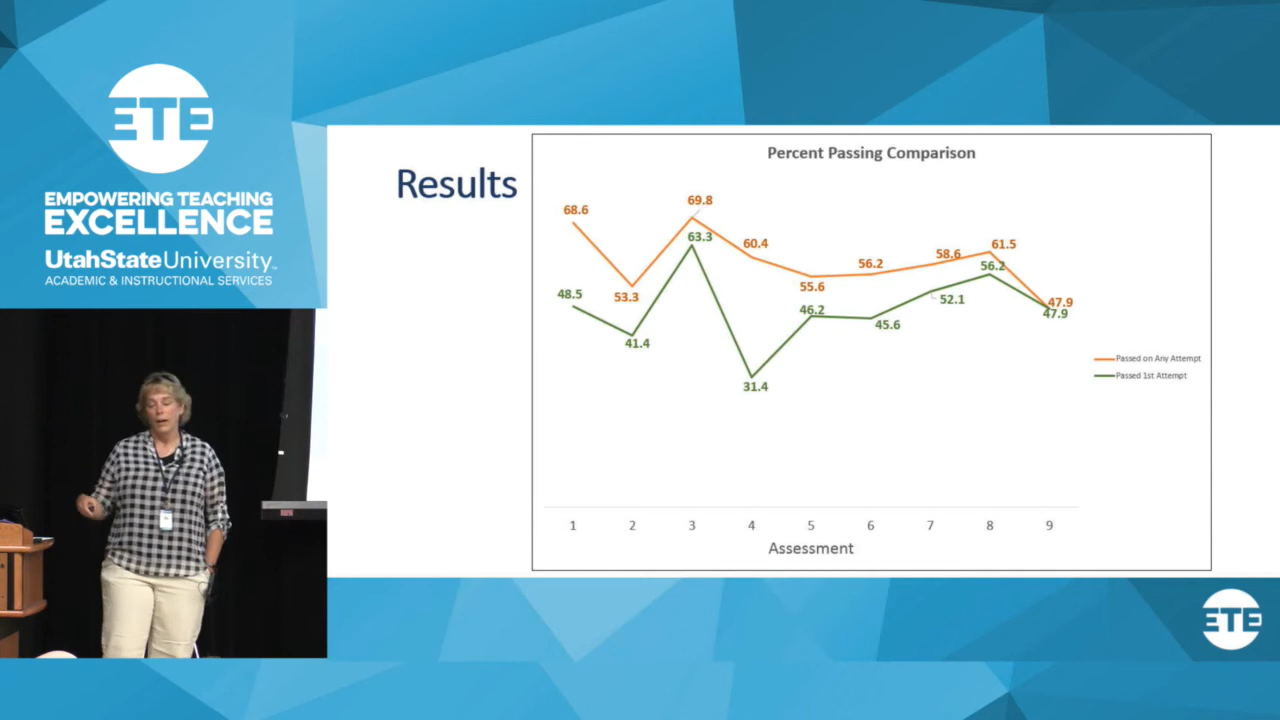 ETE
EMPOWERING TEACHING
EXCELLENCE
UtahStateUniversity
ACADEMIC & INSTRUCTIONAL SERVICES
Results
Percent Passing Comparison
68.6
53.3
69.8
60.4
55.6
56.2
58.6
61.5
47.9
48.5
41.4
63.3
31.4
46.2
45.6
52.1
56.2
47.9
Passed on Any Attempt
Passed 1st Attempt
1 2 3 4 5 6 7 8 9
Assessment
ETE